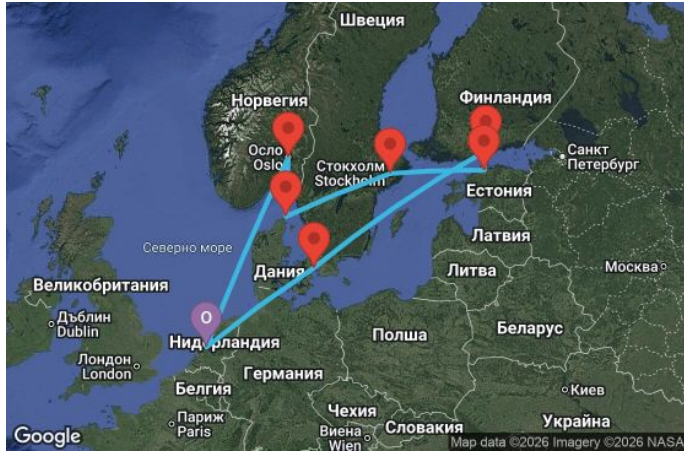 Швеция
Норвегия
Финландия
Осло
Oslo
Стокхолм
Stockholm
Санкт
Петербург
Естония
Северно море
Латвия
Дания
Литва
Москва
Великобритания
O
Дъблин
Dublin
Нидерландия
Полша
Беларус
Лондон
London
Германия
Белгия
Киев
Чехия
Париж
Paris
Виена
Wien
Словакия
Украйна
Google
Map data ©2026 Imagery ©2026 NASA